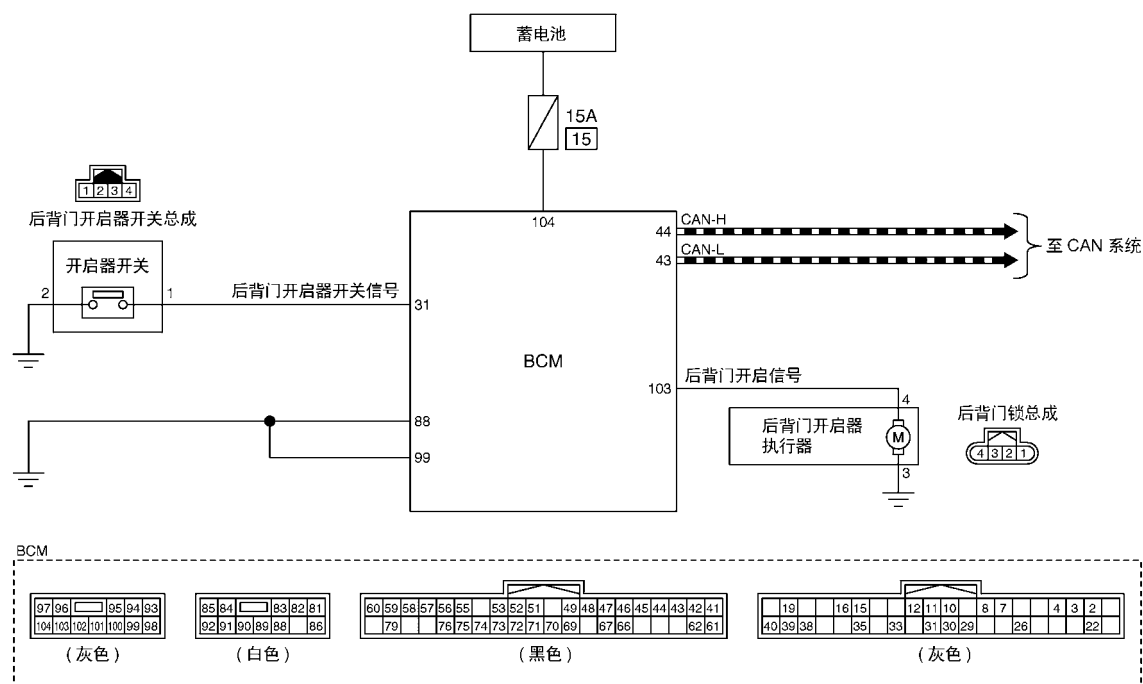 蓄电池
15A
15
1 2 3 4
后背门开启器开关总成
104
44 CAN-H
43 CAN-L
至 CAN 系统
开启器开关
2 1 后背门开启器开关信号 31
BCM
103 后背门开启信号
4
88
后背门开启器
执行器
M
后背门锁总成
4 3 2 1
99
3
BCM
97 96 95 94 93
104 103 102 101 100 99 98
(灰色)
85 84 83 82 81
92 91 90 89 88 86
(白色)
60 59 58 57 56 55 53 52 51 49 48 47 46 45 44 43 42 41
79 76 75 74 73 72 71 70 69 67 66 62 61
(黑色)
19 16 15 12 11 10 8 7 4 3 2
40 39 38 35 33 31 30 29 26 22
(灰色)